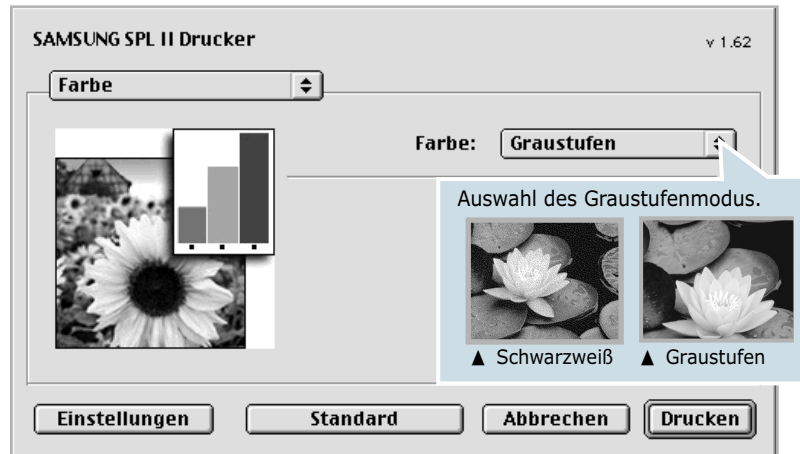 SAMSUNG SPL II Drucker
v 1.62
Farbe
Farbe: Graustufen
Auswahl des Graustufenmodus.
▲ Schwarzweiß ▲ Graustufen
Einstellungen Standard Abbrechen Drucken